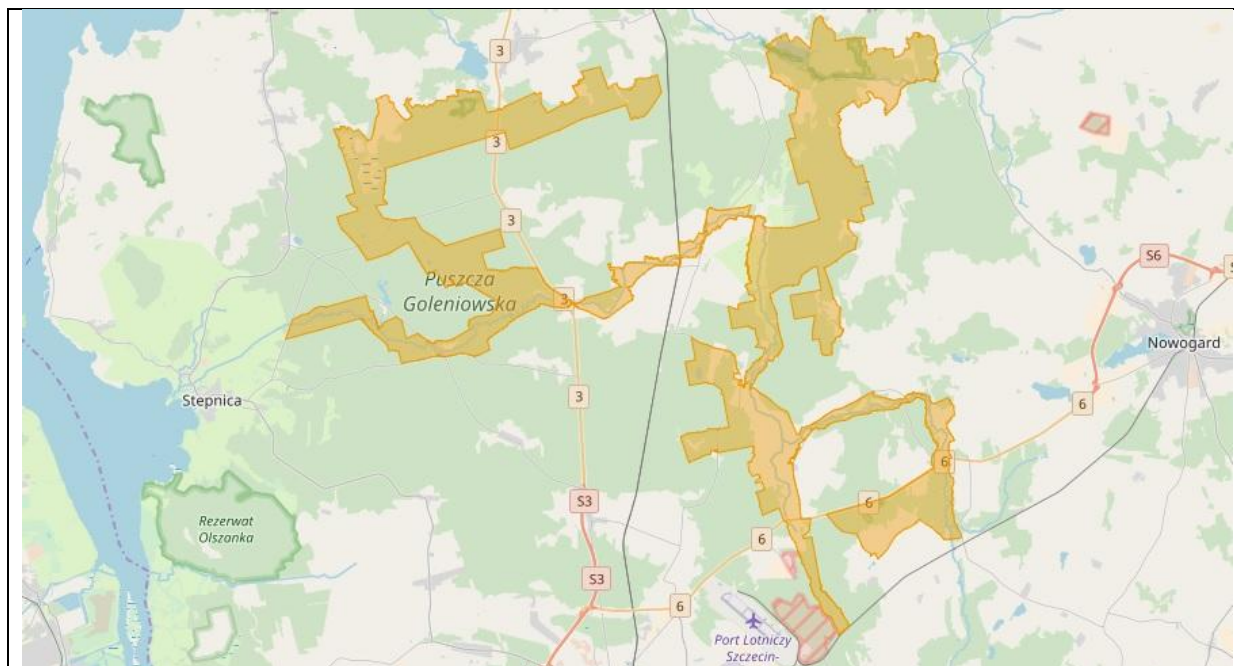 3
3
3
S6
S
Puszcza
Goleniowska
3
Nowogard
Stepnica
3
6
6
6
S3
Rezerwat
Olszanka
6
S3
6
Port Lotniczy
Szczecin-